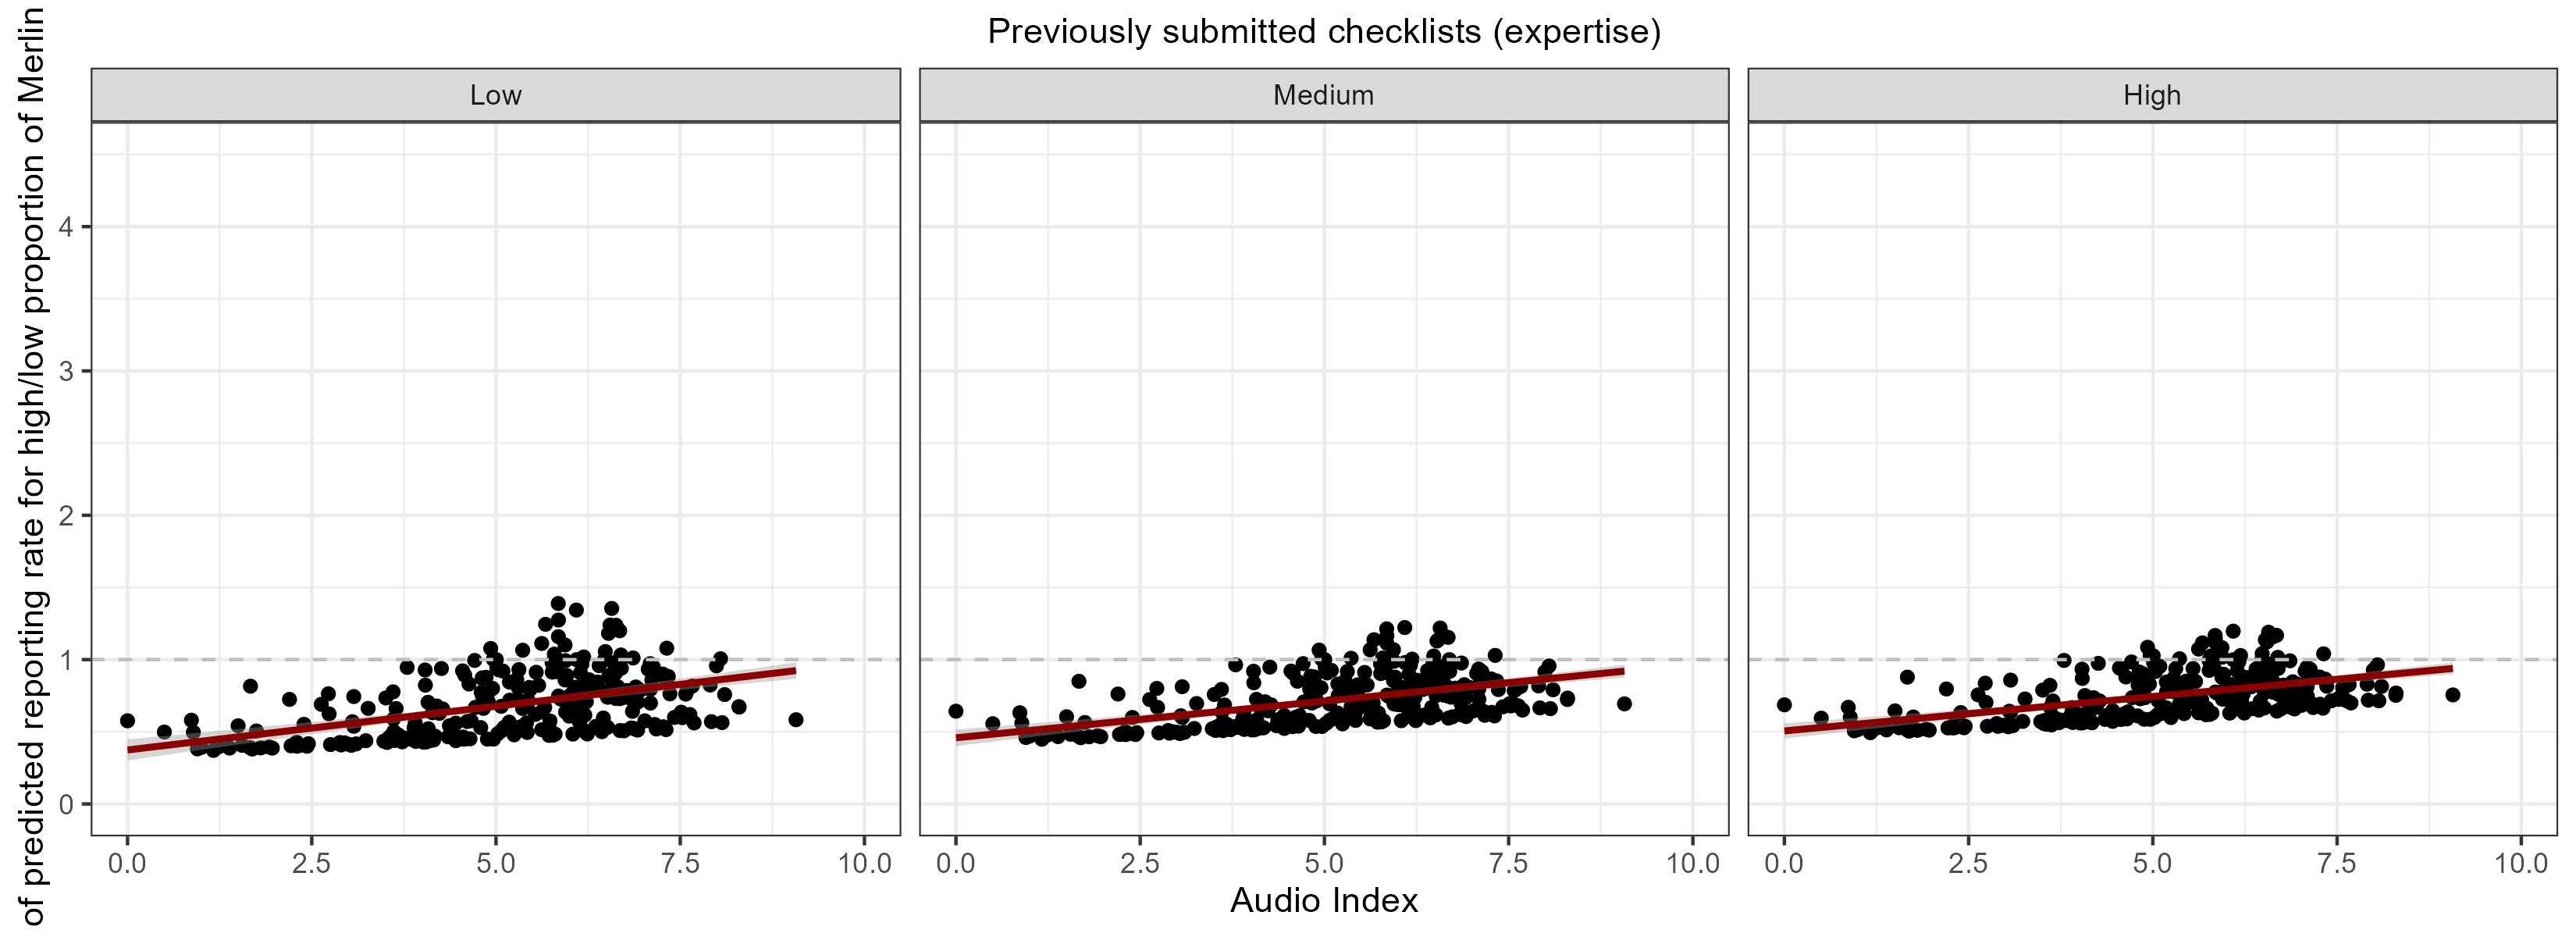 Previously submitted checklists (expertise)
Low
Medium
High
of predicted reporting rate for high/low proportion of Merlin
4
3
2
1
0
0.0 2.5 5.0 7.5 10.0
0.0 2.5 5.0 7.5 10.0
0.0 2.5 5.0 7.5 10.0
Audio Index